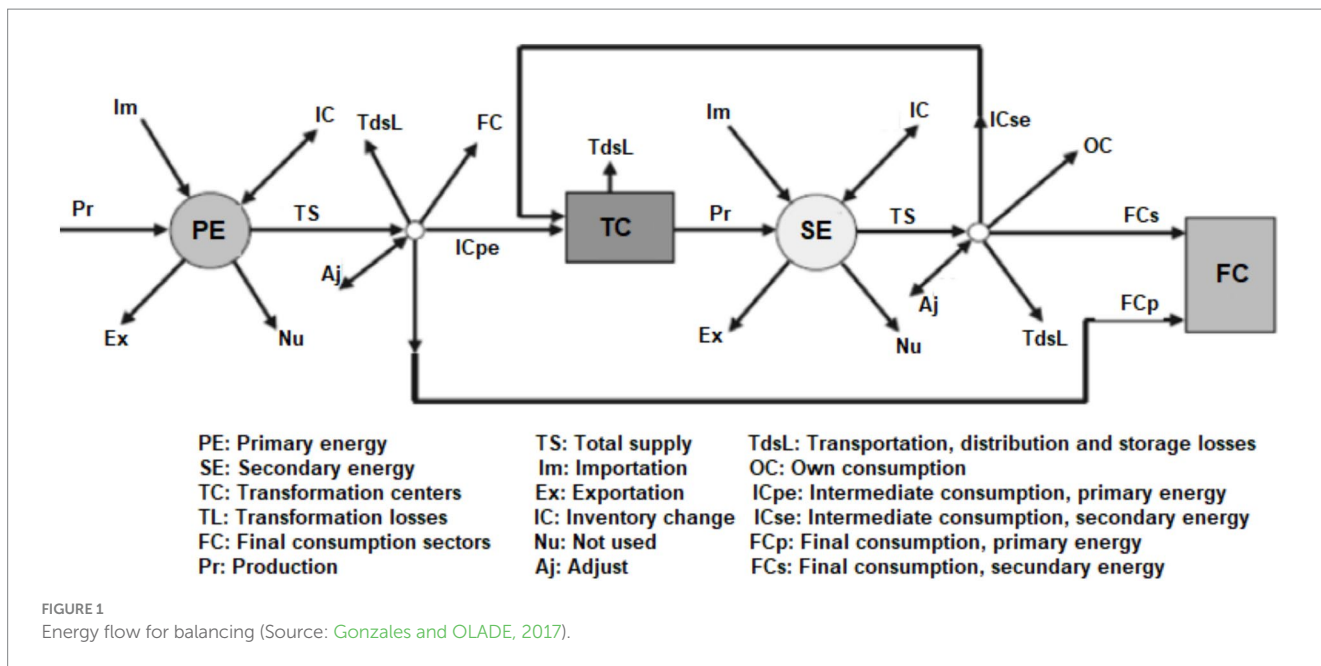 Im
IC
TdsL
FC
Pr
PE
TS
Aj
ICpe
Ex
Nu
TdsL
TC
Pr
Im
IC
SE
TS
ICse
OC
Aj
Ex
Nu
TdsL
FCs
FCp
FC
PE: Primary energy
SE: Secondary energy
TC: Transformation centers
TL: Transformation losses
FC: Final consumption sectors
Pr: Production
TS: Total supply
Im: Importation
Ex: Exportation
IC: Inventory change
Nu: Not used
Aj: Adjust
TdsL: Transportation, distribution and storage losses
OC: Own consumption
ICpe: Intermediate consumption, primary energy
ICse: Intermediate consumption, secondary energy
FCp: Final consumption, primary energy
FCs: Final consumption, secundary energy
FIGURE 1
Energy flow for balancing (Source: Gonzales and OLADE, 2017).